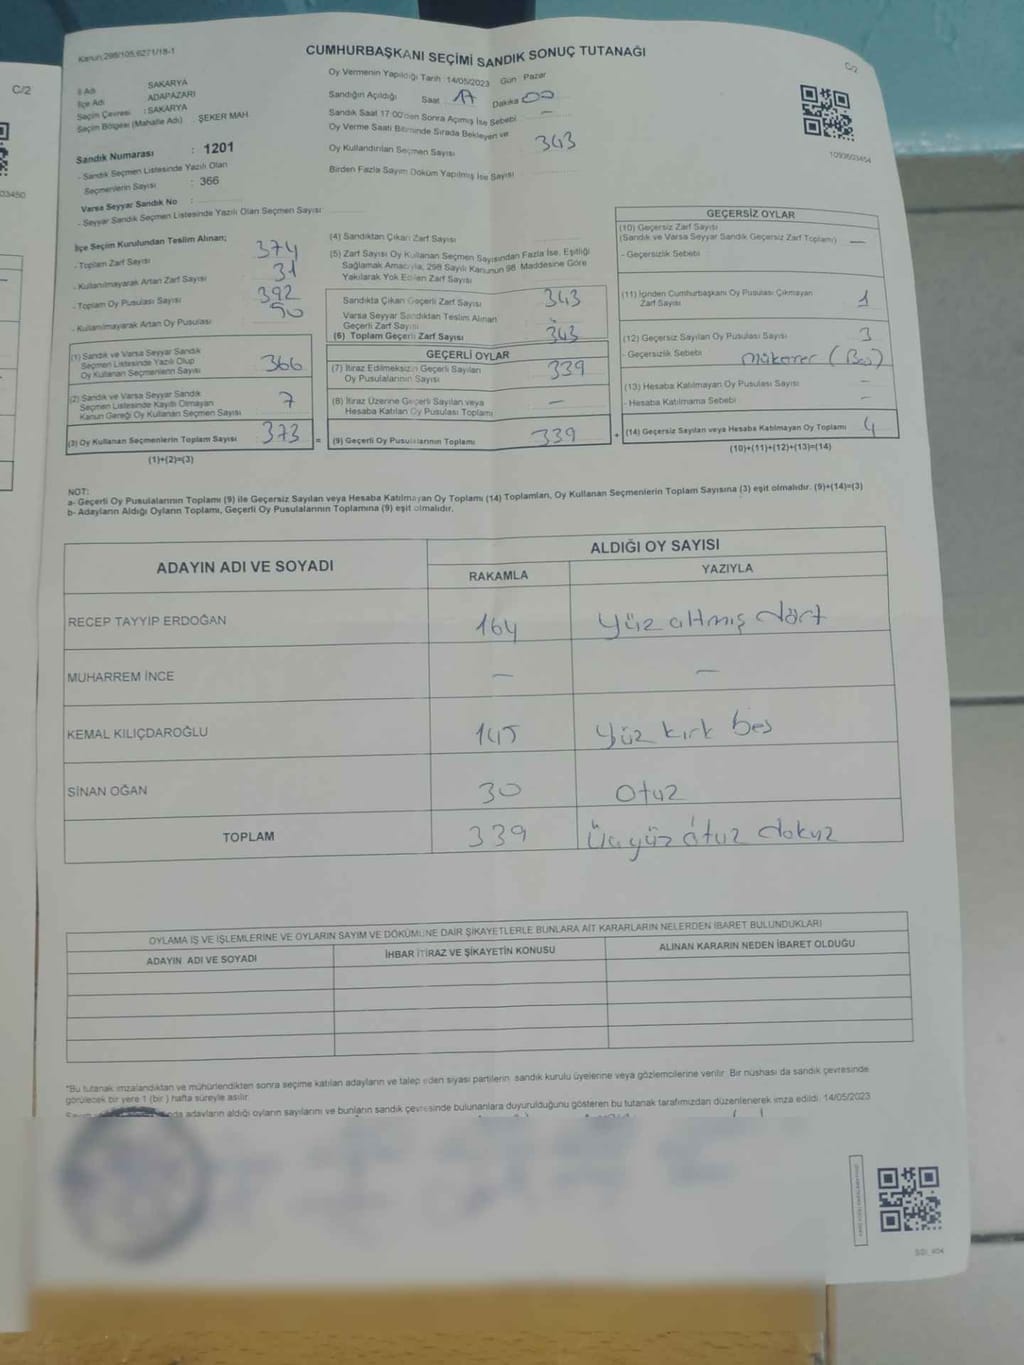 C/2
03450
Kanun:298/105,6271/18-1
CUMHURBAŞKANI SEÇİMİ SANDIK SONUÇ TUTANAĞI
C/2
İl Adı SAKARYA
İlçe Adı ADAPAZARI
Seçim Çevresi : SAKARYA
Seçim Bölgesi (Mahalle Adı) : ŞEKER MAH.
Oy Vermenin Yapıldığı Tarih :14/05/2023 Gün : Pazar
Sandığın Açıldığı Saat 17 Dakika 00
Sandık Saat 17:00'den Sonra Açımış İse Sebebi —
Oy Verme Saati Bitiminde Sırada Bekleyen ve
Oy Kullandırılan Seçmen Sayısı 343
Birden Fazla Sayım Döküm Yapılmış İse Sayısı
1093603454
Sandık Numarası : 1201
- Sandık Seçmen Listesinde Yazılı Olan
Seçmenlerin Sayısı : 366
Varsa Seyyar Sandık No :
- Seyyar Sandık Seçmen Listesinde Yazılı Olan Seçmen Sayısı:
İlçe Seçim Kurulundan Teslim Alınan;
- Toplam Zarf Sayısı 374
- Kullanılmayarak Artan Zarf Sayısı 31
- Toplam Oy Pusulası Sayısı 392
- Kullanılmayarak Artan Oy Pusulası 50
(1) Sandık ve Varsa Seyyar Sandık
Seçmen Listesinde Yazılı Olup
Oy Kullanan Seçmenlerin Sayısı 366
(2) Sandık ve Varsa Seyyar Sandık
Seçmen Listesinde Kayıtlı Olmayan
Kanun Gereği Oy Kullanan Seçmen Sayısı 7
(3) Oy Kullanan Seçmenlerin Toplam Sayısı 373 =
(1)+(2)=(3)
(4) Sandıktan Çıkan Zarf Sayısı
(5) Zarf Sayısı Oy Kullanan Seçmen Sayısından Fazla İse, Eşitliği
Sağlamak Amacıyla, 298 Sayılı Kanunun 98. Maddesine Göre
Yakılarak Yok Edilen Zarf Sayısı
Sandıkta Çıkan Geçerli Zarf Sayısı 343
Varsa Seyyar Sandıktan Teslim Alınan
Geçerli Zarf Sayısı
(6) Toplam Geçerli Zarf Sayısı 343
GEÇERLİ OYLAR
(7) İtiraz Edilmeksizin Geçerli Sayılan
Oy Pusulalarının Sayısı 339
(8) İtiraz Üzerine Geçerli Sayılan veya
Hesaba Katılan Oy Pusulası Toplamı —
(9) Geçerli Oy Pusulalarının Toplamı 339 +
GEÇERSİZ OYLAR
(10) Geçersiz Zarf Sayısı
(Sandık ve Varsa Seyyar Sandık Geçersiz Zarf Toplamı) —
- Geçersizlik Sebebi
(11) İçinden Cumhurbaşkanı Oy Pusulası Çıkmayan
Zarf Sayısı 1
(12) Geçersiz Sayılan Oy Pusulası Sayısı 3
- Geçersizlik Sebebi
(13) Hesaba Katılmayan Oy Pusulası Sayısı —
- Hesaba Katılmama Sebebi —
(14) Geçersiz Sayılan veya Hesaba Katılmayan Oy Toplamı 4
(10)+(11)+(12)+(13)=(14)
NOT:
a- Geçerli Oy Pusulalarının Toplamı (9) ile Geçersiz Sayılan veya Hesaba Katılmayan Oy Toplamı (14) Toplamları, Oy Kullanan Seçmenlerin Toplam Sayısına (3) eşit olmalıdır. (9)+(14)=(3)
b- Adayların Aldığı Oyların Toplamı, Geçerli Oy Pusulalarının Toplamına (9) eşit olmalıdır.
ADAYIN ADI VE SOYADI ALDIĞI OY SAYISI
RAKAMLA YAZIYLA
RECEP TAYYİP ERDOĞAN 164 Yüz altmış dört
MUHARREM İNCE — —
KEMAL KILIÇDAROĞLU 145 Yüz kırk beş
SİNAN OĞAN 30 Otuz
TOPLAM 339 Üçyüz otuz dokuz
OYLAMA İŞ VE İŞLEMLERİNE VE OYLARIN SAYIM VE DÖKÜMÜNE DAİR ŞİKAYETLERLE BUNLARA AİT KARARLARIN NELERDEN İBARET BULUNDUKLARI
ADAYIN ADI VE SOYADI İHBAR İTİRAZ VE ŞİKAYETİN KONUSU ALINAN KARARIN NEDEN İBARET OLDUĞU
*Bu tutanak imzalandıktan ve mühürlendikten sonra seçime katılan adayların ve talep eden siyasi partilerin sandık kurulu üyelerine veya gözlemcilerine verilir. Bir nüshası da sandık çevresinde
görülecek bir yere 1 (bir ) hafta süreyle asılır.
adayların aldığı oyların sayılarını ve bunların sandık çevresinde bulunanlara duyurulduğunu gösteren bu tutanak tarafımızdan düzenlenerek imza edildi. 14/05/2023